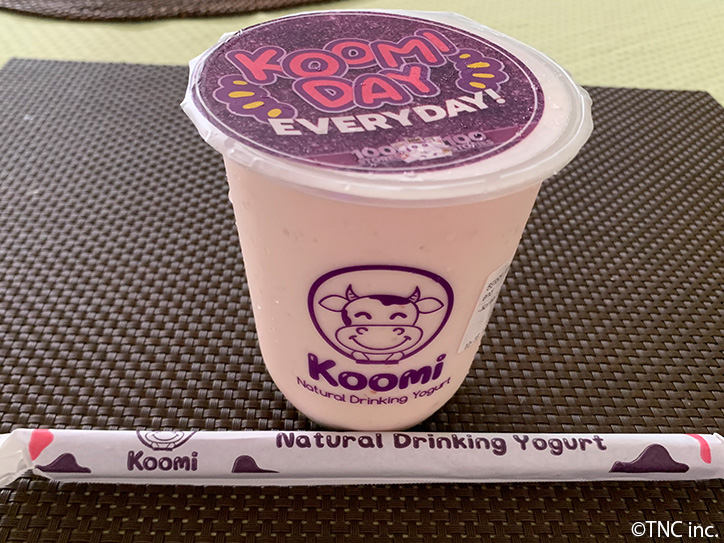 KOOMI
DAY
EVERYDAY!
Koomi
Natural Drinking Yogurt
Koomi
Natural Drinking Yogurt
©TNC inc.